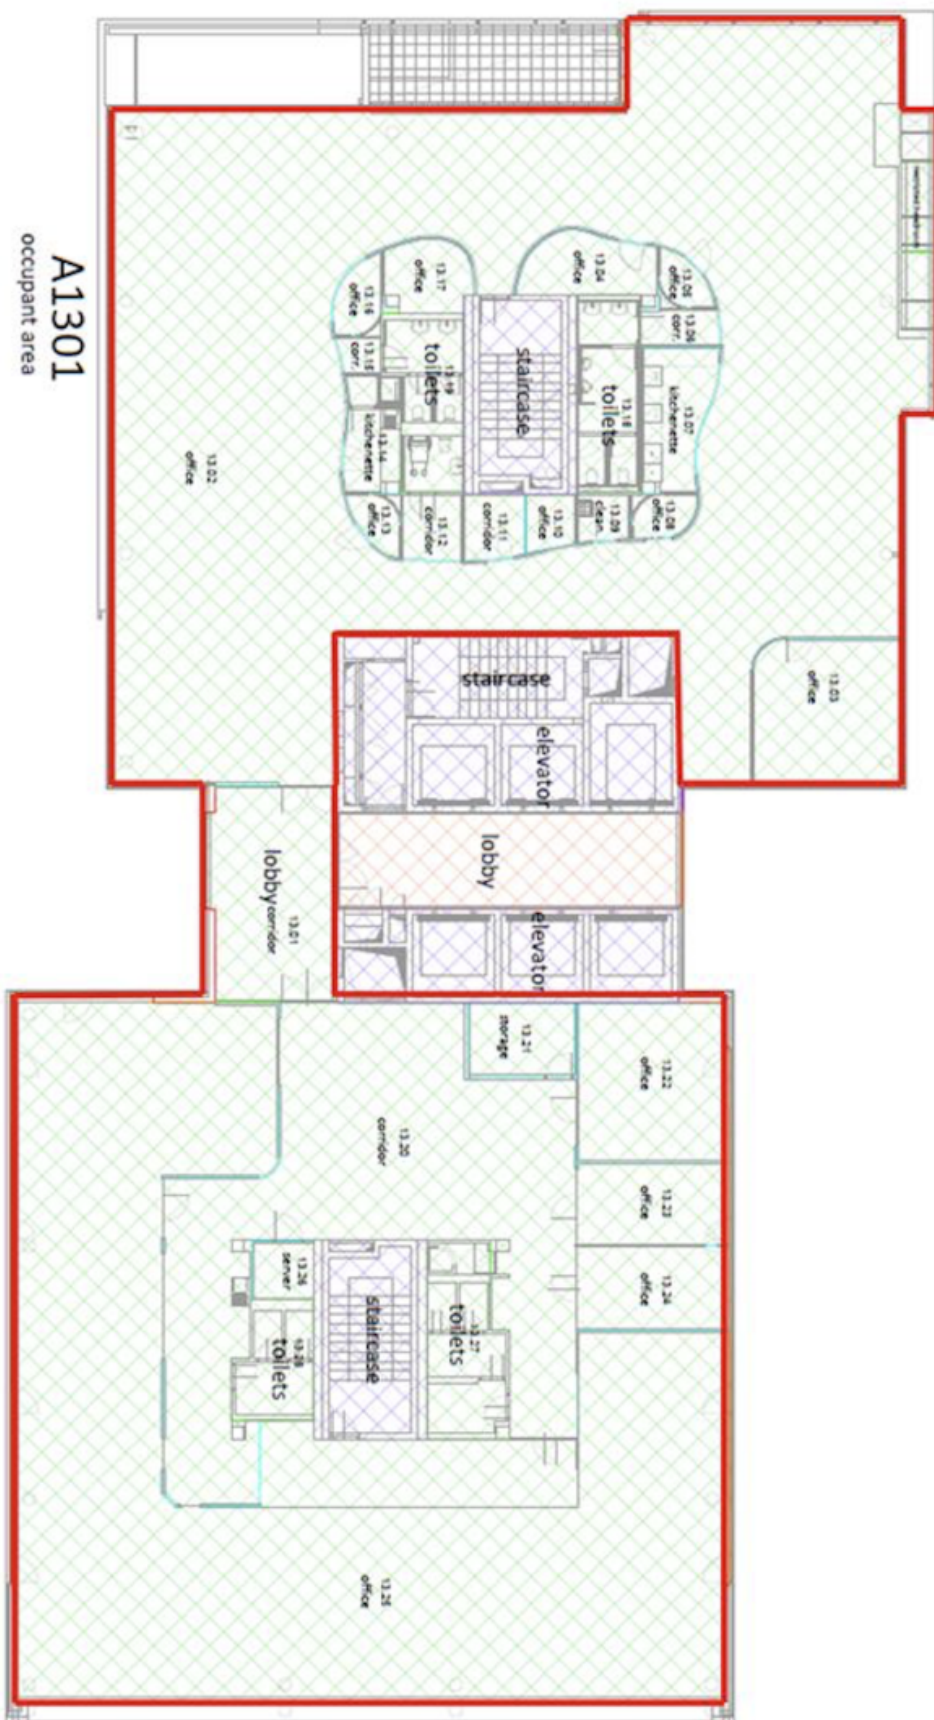 A1301
occupant area
13.02
office
13.17
office
13.16
office
13.15
corr.
13.19
toilets
13.14
kitchenette
13.13
office
13.12
corridor
13.11
corridor
13.10
office
13.09
clean.
13.08
office
staircase
13.04
office
13.05
office
13.06
corr.
13.07
kitchenette
13.18
toilets
13.03
office
staircase
elevator
lobby
elevator
lobby
13.01
corridor
13.21
storage
13.22
office
13.23
office
13.24
office
13.20
corridor
13.26
server
13.28
toilets
staircase
13.27
toilets
13.25
office